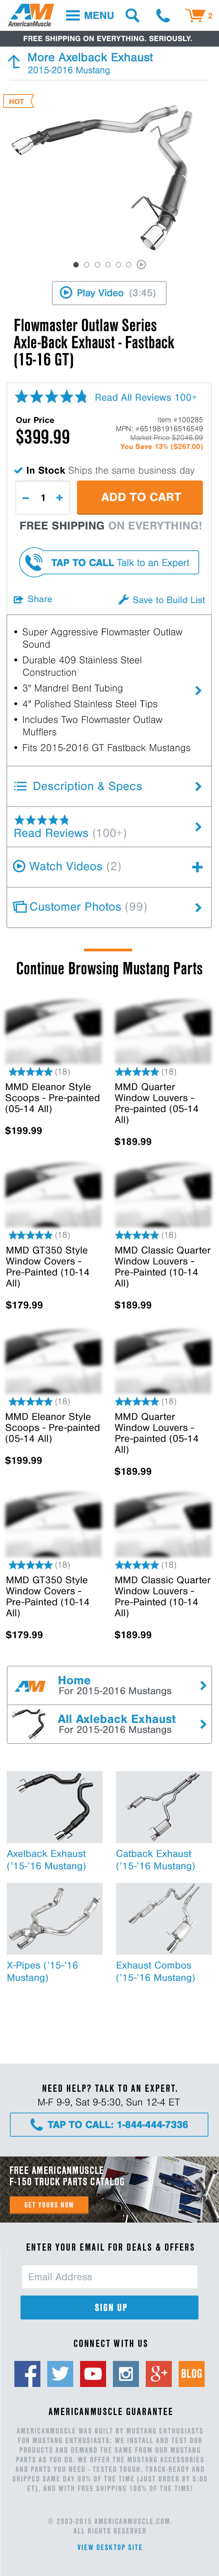 AM
AmericanMuscle
MENU
2
FREE SHIPPING ON EVERYTHING. SERIOUSLY.
More Axelback Exhaust
2015-2016 Mustang
HOT
Play Video (3:45)
Flowmaster Outlaw Series
Axle-Back Exhaust - Fastback
(15-16 GT)
Read All Reviews 100+
Our Price
$399.99
Item #100285
MPN: #651981916516549
Market Price $2046.99
You Save 13% ($267.00)
In Stock Ships the same business day
- 1 +
ADD TO CART
FREE SHIPPING ON EVERYTHING!
TAP TO CALL Talk to an Expert
Share
Save to Build List
• Super Aggressive Flowmaster Outlaw
Sound
• Durable 409 Stainless Steel
Construction
• 3" Mandrel Bent Tubing
• 4" Polished Stainless Steel Tips
• Includes Two Flowmaster Outlaw
Mufflers
• Fits 2015-2016 GT Fastback Mustangs
Description & Specs
Read Reviews (100+)
Watch Videos (2)
Customer Photos (99)
Continue Browsing Mustang Parts
(18)
MMD Eleanor Style
Scoops - Pre-painted
(05-14 All)
$199.99
(18)
MMD Quarter
Window Louvers -
Pre-painted (05-14
All)
$189.99
(18)
MMD GT350 Style
Window Covers -
Pre-Painted (10-14
All)
$179.99
(18)
MMD Classic Quarter
Window Louvers -
Pre-Painted (10-14
All)
$189.99
(18)
MMD Eleanor Style
Scoops - Pre-painted
(05-14 All)
$199.99
(18)
MMD Quarter
Window Louvers -
Pre-painted (05-14
All)
$189.99
(18)
MMD GT350 Style
Window Covers -
Pre-Painted (10-14
All)
$179.99
(18)
MMD Classic Quarter
Window Louvers -
Pre-Painted (10-14
All)
$189.99
AM
Home
For 2015-2016 Mustangs
All Axleback Exhaust
For 2015-2016 Mustangs
Axelback Exhaust
('15-'16 Mustang)
Catback Exhaust
('15-'16 Mustang)
X-Pipes ('15-'16
Mustang)
Exhaust Combos
('15-'16 Mustang)
NEED HELP? TALK TO AN EXPERT.
M-F 9-9, Sat 9-5:30, Sun 12-4 ET
TAP TO CALL: 1-844-444-7336
FREE AMERICANMUSCLE
F-150 TRUCK PARTS CATALOG
GET YOURS NOW
ENTER YOUR EMAIL FOR DEALS & OFFERS
Email Address
SIGN UP
CONNECT WITH US
BLOG
AMERICANMUSCLE GUARANTEE
AMERICANMUSCLE WAS BUILT BY MUSTANG ENTHUSIASTS
FOR MUSTANG ENTHUSIASTS: WE INSTALL AND TEST OUR
PRODUCTS AND DEMAND THE SAME FROM OUR MUSTANG
PARTS AS YOU DO. WE OFFER THE MUSTANG ACCESSORIES
AND PARTS YOU NEED - TESTED TOUGH, TRACK-READY AND
SHIPPED SAME DAY 99% OF THE TIME (JUST ORDER BY 5:00
ET), AND WITH FREE SHIPPING 100% OF THE TIME!
© 2003-2015 AMERICANMUSCLE.COM.
ALL RIGHTS RESERVED
VIEW DESKTOP SITE